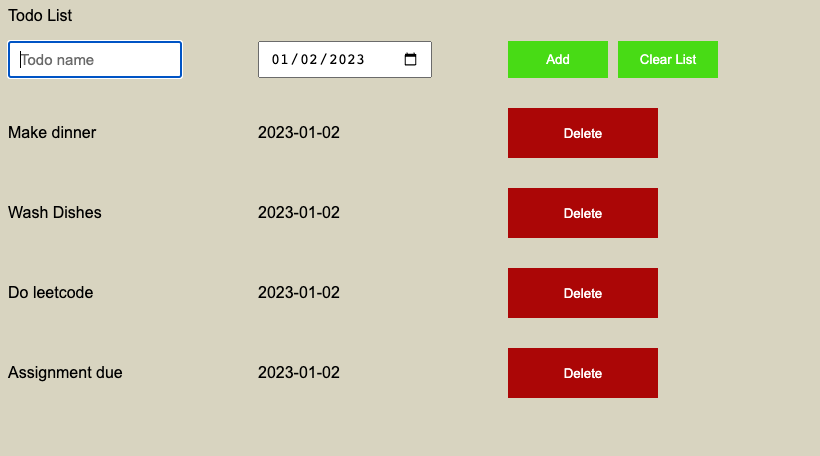 Todo List
Todo name 01/02/2023 Add Clear List
Make dinner 2023-01-02 Delete
Wash Dishes 2023-01-02 Delete
Do leetcode 2023-01-02 Delete
Assignment due 2023-01-02 Delete